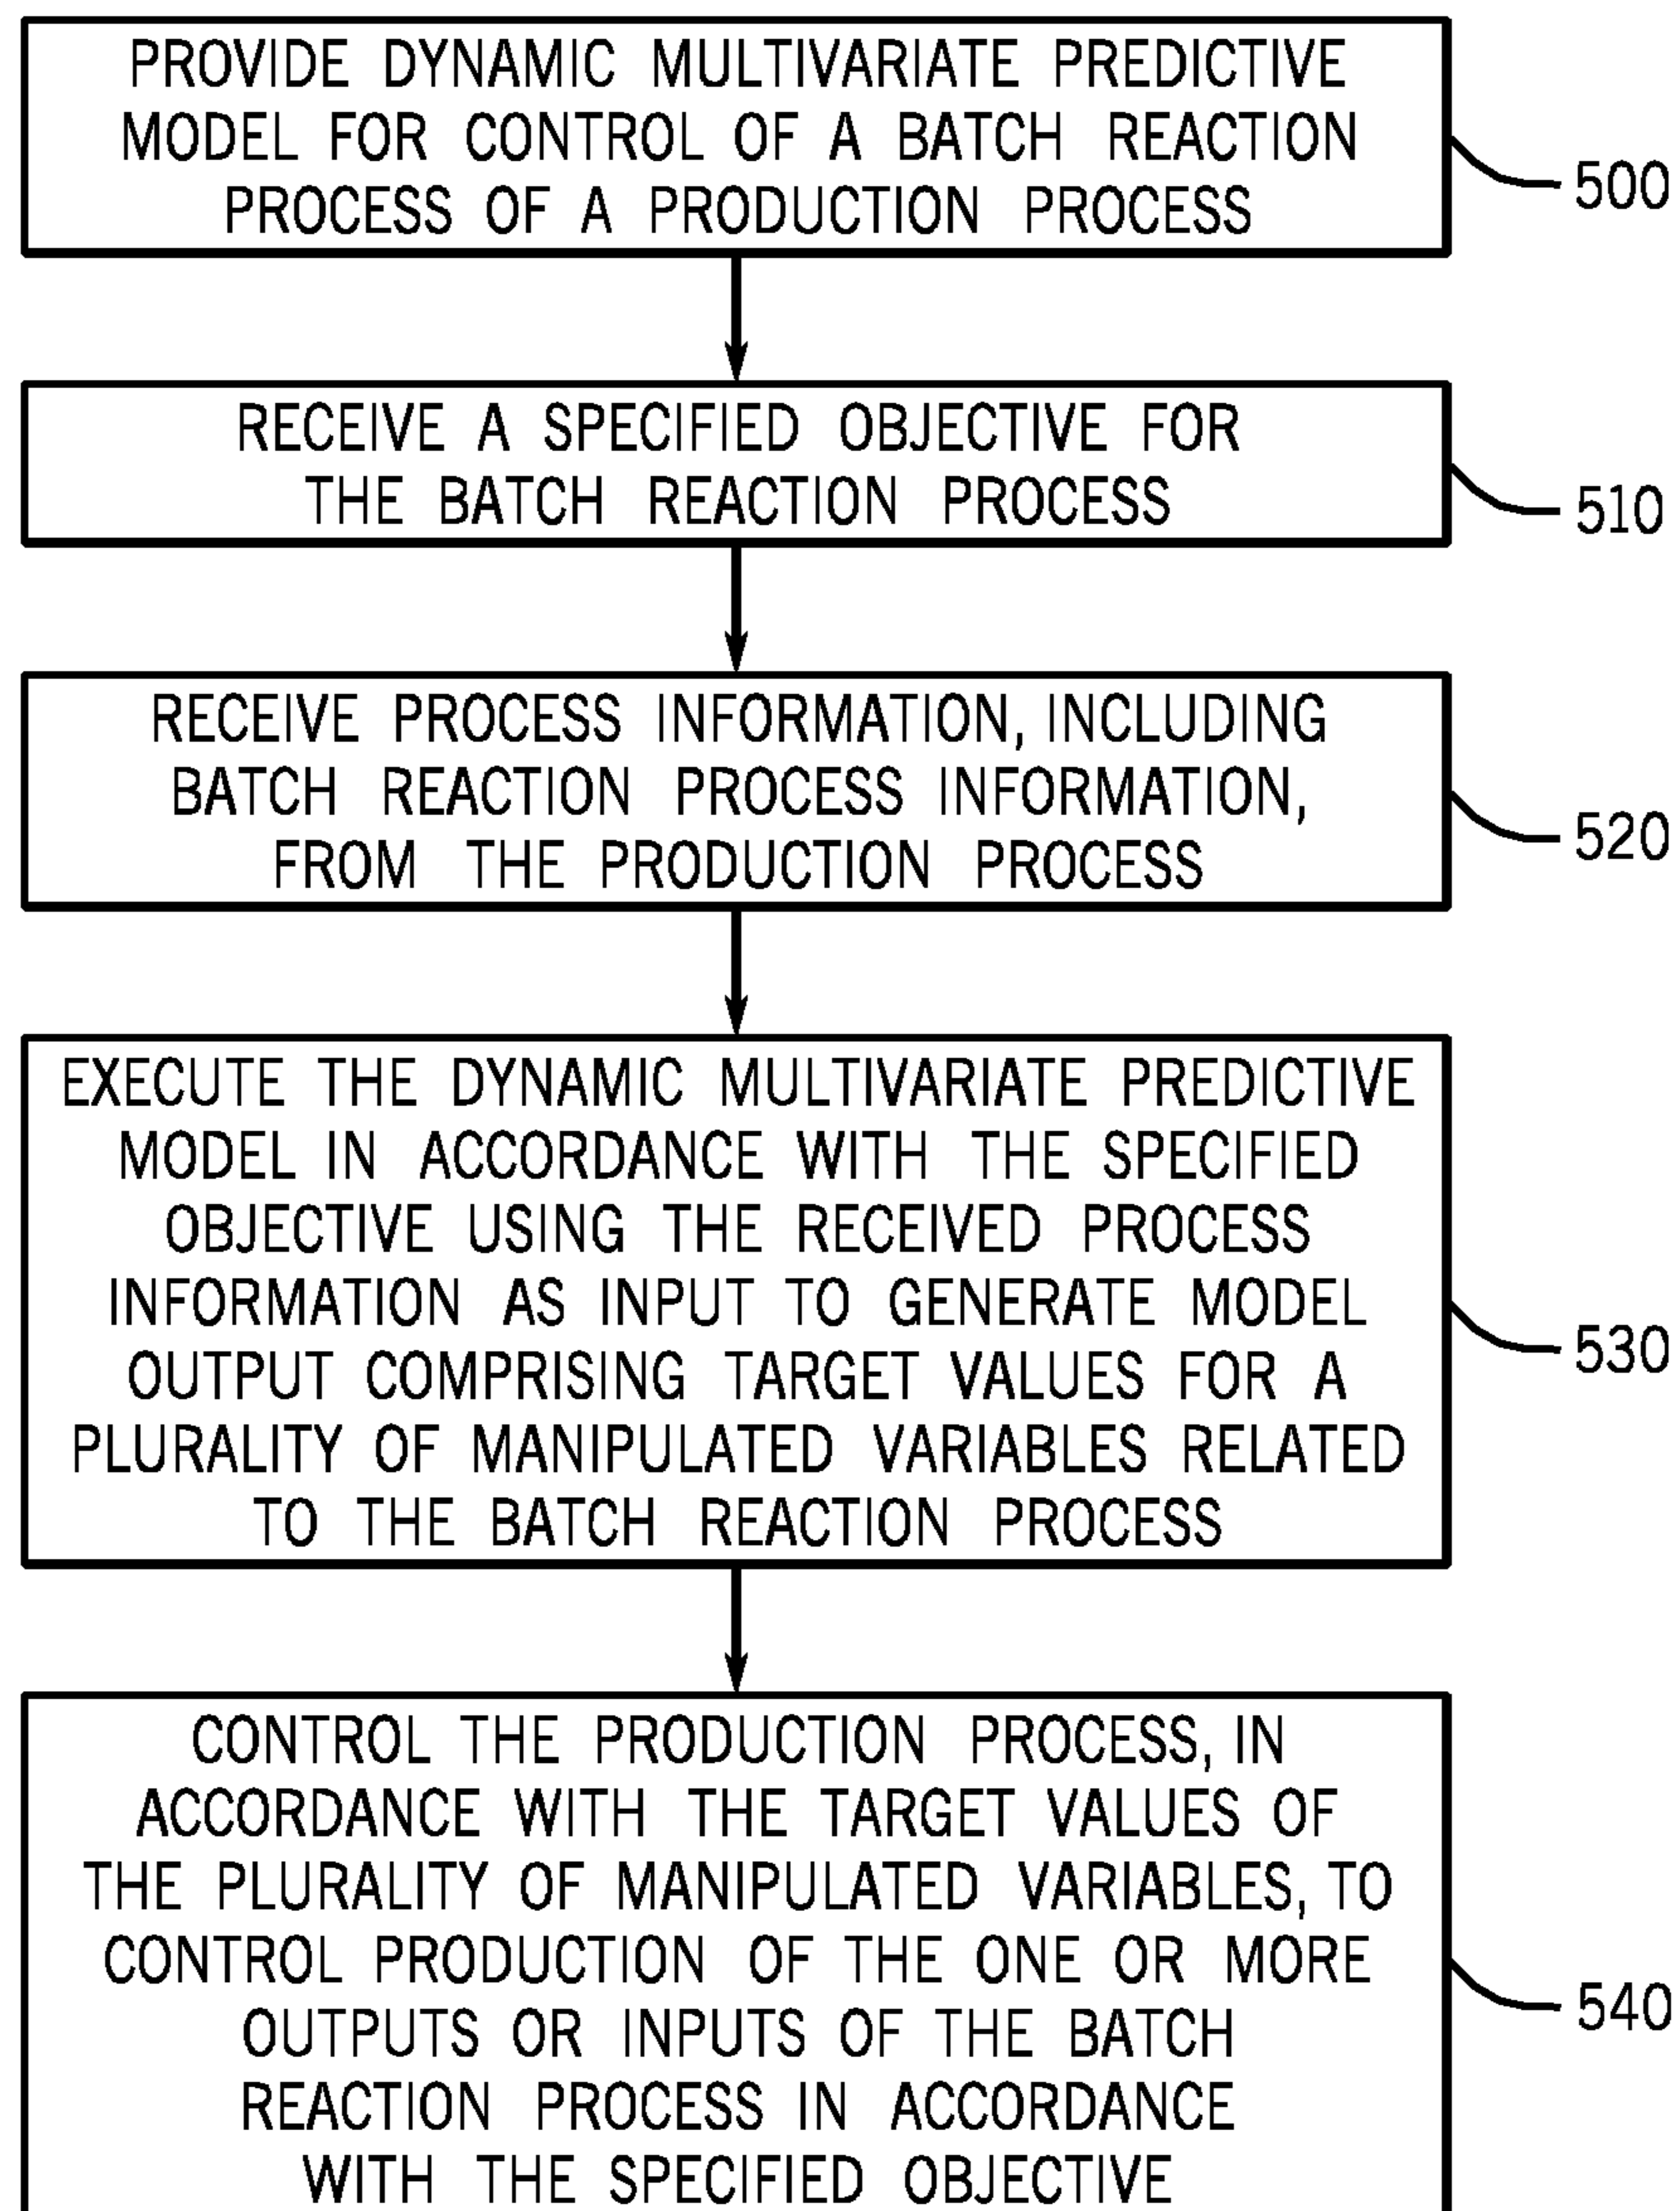 PROVIDE DYNAMIC MULTIVARIATE PREDICTIVE
MODEL FOR CONTROL OF A BATCH REACTION
PROCESS OF A PRODUCTION PROCESS
500
RECEIVE A SPECIFIED OBJECTIVE FOR
THE BATCH REACTION PROCESS
510
RECEIVE PROCESS INFORMATION, INCLUDING
BATCH REACTION PROCESS INFORMATION,
FROM THE PRODUCTION PROCESS
520
EXECUTE THE DYNAMIC MULTIVARIATE PREDICTIVE
MODEL IN ACCORDANCE WITH THE SPECIFIED
OBJECTIVE USING THE RECEIVED PROCESS
INFORMATION AS INPUT TO GENERATE MODEL
OUTPUT COMPRISING TARGET VALUES FOR A
PLURALITY OF MANIPULATED VARIABLES RELATED
TO THE BATCH REACTION PROCESS
530
CONTROL THE PRODUCTION PROCESS, IN
ACCORDANCE WITH THE TARGET VALUES OF
THE PLURALITY OF MANIPULATED VARIABLES, TO
CONTROL PRODUCTION OF THE ONE OR MORE
OUTPUTS OR INPUTS OF THE BATCH
REACTION PROCESS IN ACCORDANCE
WITH THE SPECIFIED OBJECTIVE
540